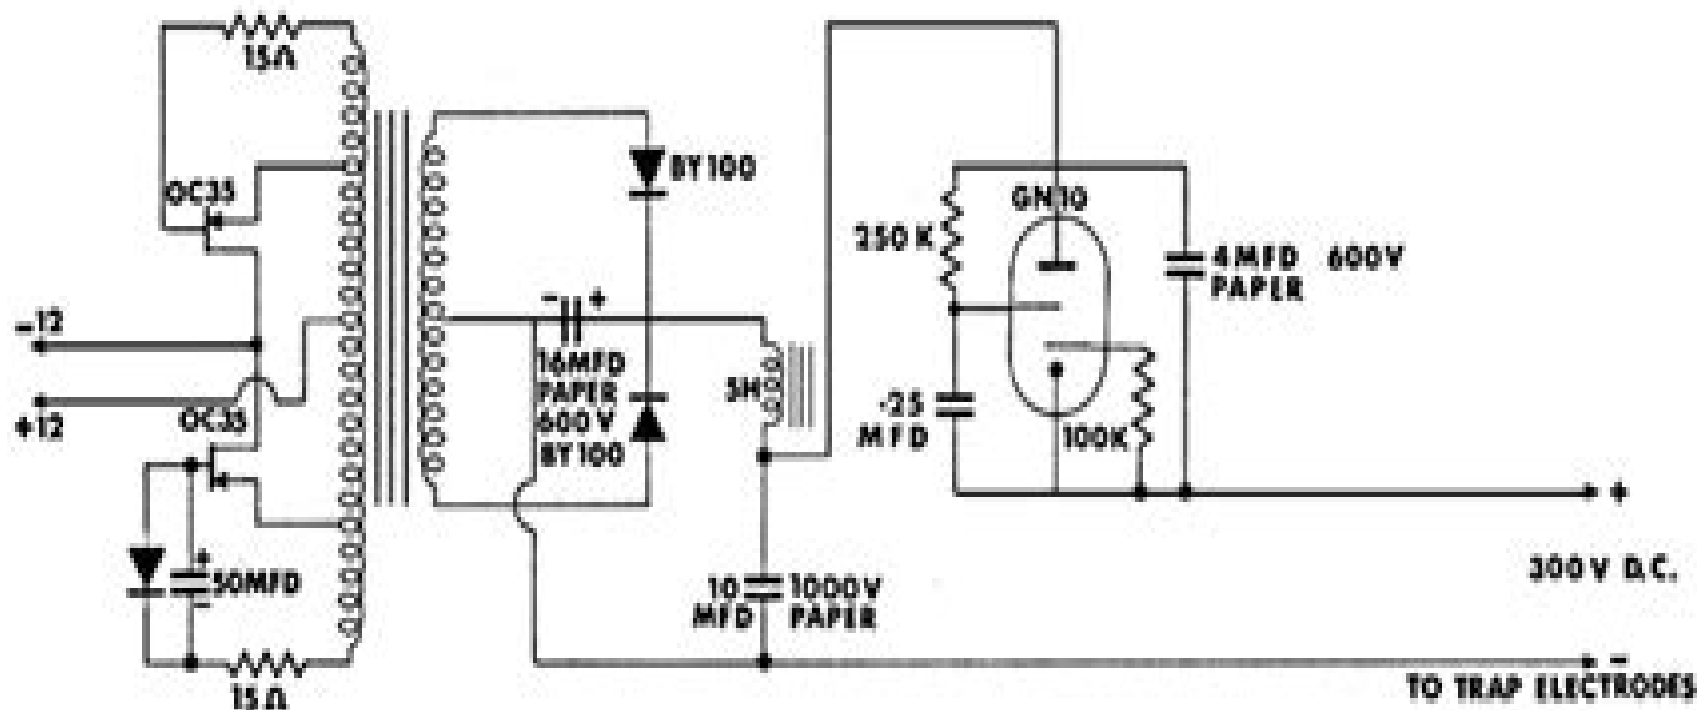 15Ω
OC35
-12
+12
OC35
50MFD
15Ω
BY100
- +
16MFD
PAPER
600V
BY100
5H
10
MFD
1000V
PAPER
250K
GN10
4MFD 600V
PAPER
.25
MFD
100K
+
300V D.C.
-
TO TRAP ELECTRODES
+
-